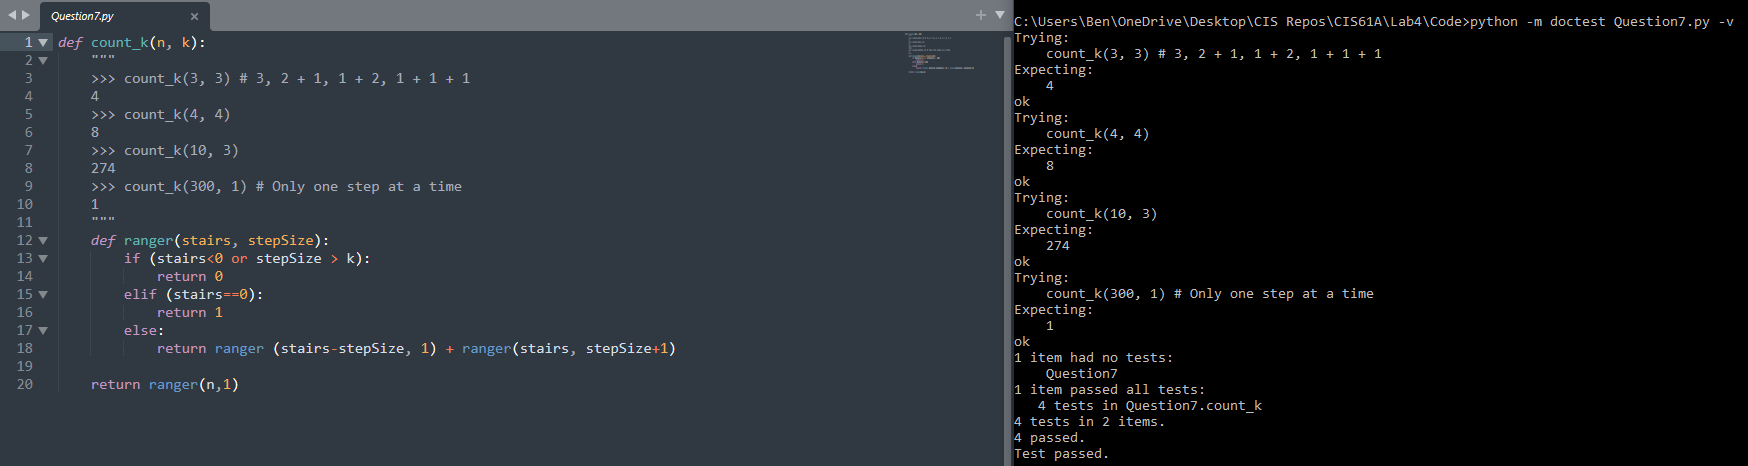 Question7.py
1 def count_k(n, k):
2 """
3 >>> count_k(3, 3) # 3, 2 + 1, 1 + 2, 1 + 1 + 1
4 4
5 >>> count_k(4, 4)
6 8
7 >>> count_k(10, 3)
8 274
9 >>> count_k(300, 1) # Only one step at a time
10 1
11 """
12 def ranger(stairs, stepSize):
13 if (stairs<0 or stepSize > k):
14 return 0
15 elif (stairs==0):
16 return 1
17 else:
18 return ranger (stairs-stepSize, 1) + ranger(stairs, stepSize+1)
19
20 return ranger(n,1)
C:\Users\Ben\OneDrive\Desktop\CIS Repos\CIS61A\Lab4\Code>python -m doctest Question7.py -v
Trying:
count_k(3, 3) # 3, 2 + 1, 1 + 2, 1 + 1 + 1
Expecting:
4
ok
Trying:
count_k(4, 4)
Expecting:
8
ok
Trying:
count_k(10, 3)
Expecting:
274
ok
Trying:
count_k(300, 1) # Only one step at a time
Expecting:
1
ok
1 item had no tests:
Question7
1 item passed all tests:
4 tests in Question7.count_k
4 tests in 2 items.
4 passed.
Test passed.